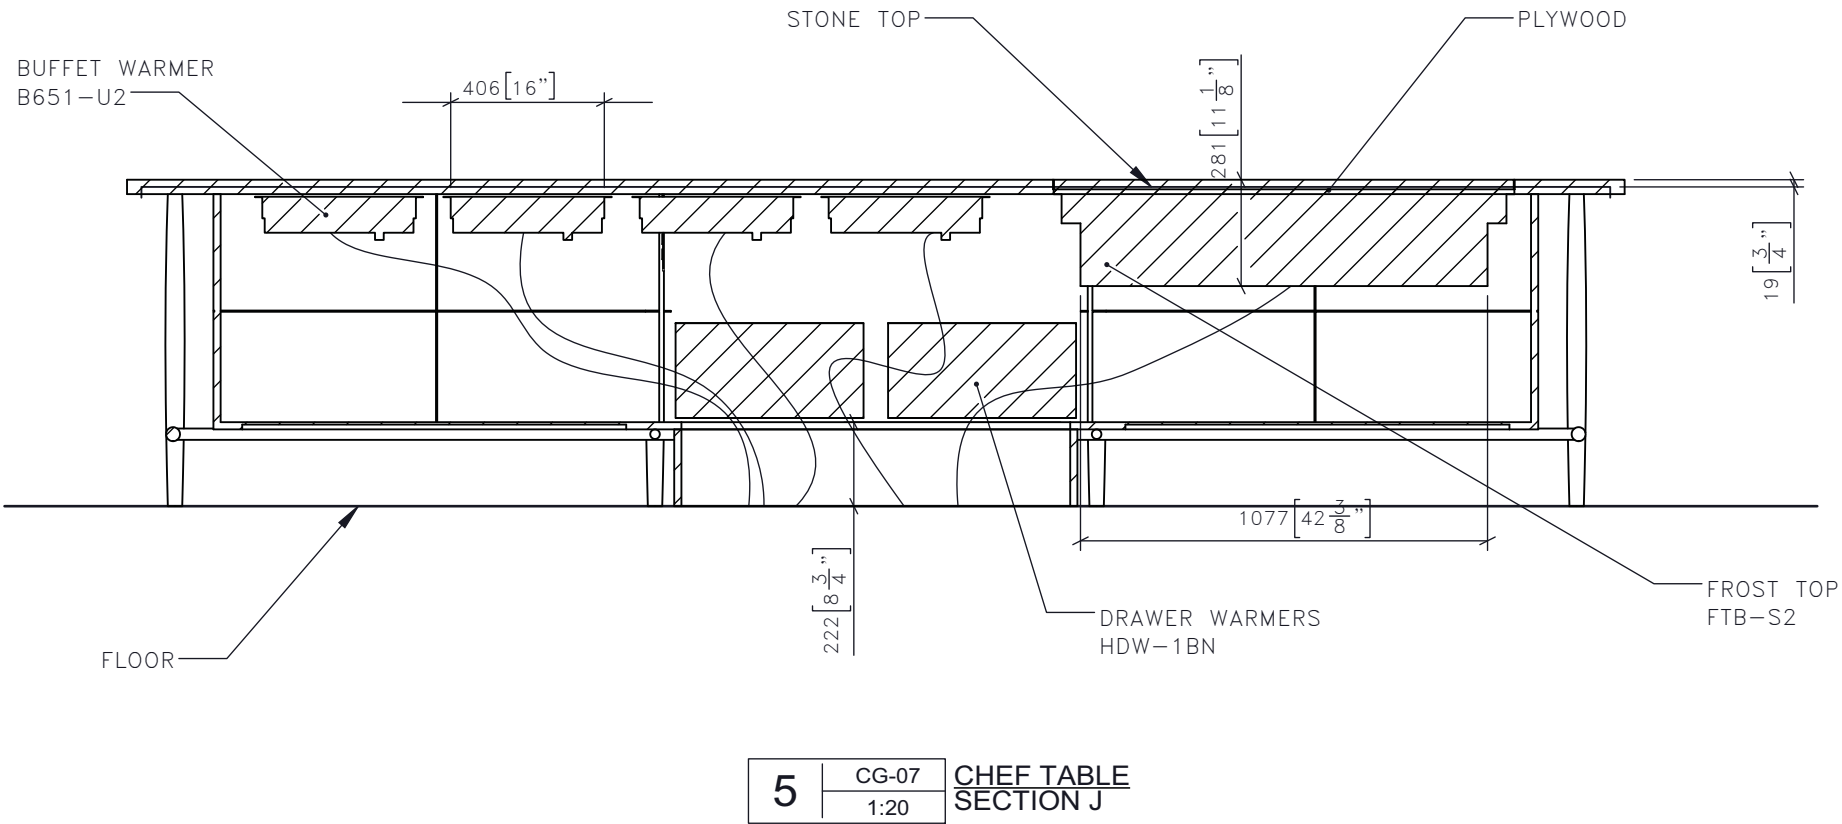 STONE TOP
PLYWOOD
BUFFET WARMER
B651-U2
406[16"]
281[11 1/8"]
19[3/4"]
1077[42 3/8"]
222[8 3/4"]
FROST TOP
FTB-S2
DRAWER WARMERS
HDW-1BN
FLOOR
5
CG-07
1:20
CHEF TABLE
SECTION J